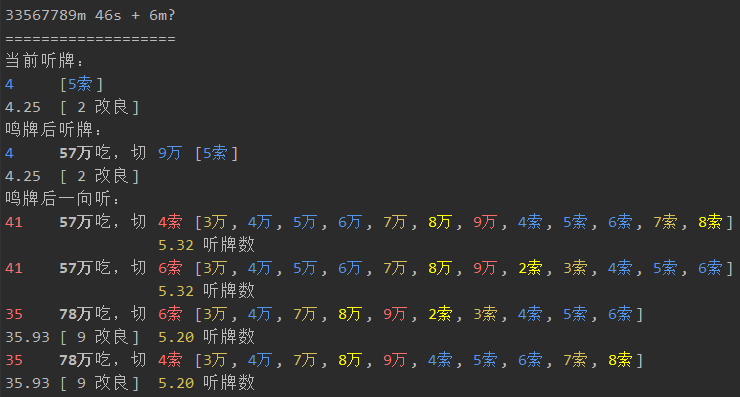 33567789m 46s + 6m?
===================
当前听牌:
4 [5索]
4.25 [ 2 改良]
鸣牌后听牌:
4 57万吃, 切 9万 [5索]
4.25 [ 2 改良]
鸣牌后一向听:
41 57万吃, 切 4索 [3万, 4万, 5万, 6万, 7万, 8万, 9万, 4索, 5索, 6索, 7索, 8索]
5.32 听牌数
41 57万吃, 切 6索 [3万, 4万, 5万, 6万, 7万, 8万, 9万, 2索, 3索, 4索, 5索, 6索]
5.32 听牌数
35 78万吃, 切 6索 [3万, 4万, 7万, 8万, 9万, 2索, 3索, 4索, 5索, 6索]
35.93 [ 9 改良] 5.20 听牌数
35 78万吃, 切 4索 [3万, 4万, 7万, 8万, 9万, 4索, 5索, 6索, 7索, 8索]
35.93 [ 9 改良] 5.20 听牌数